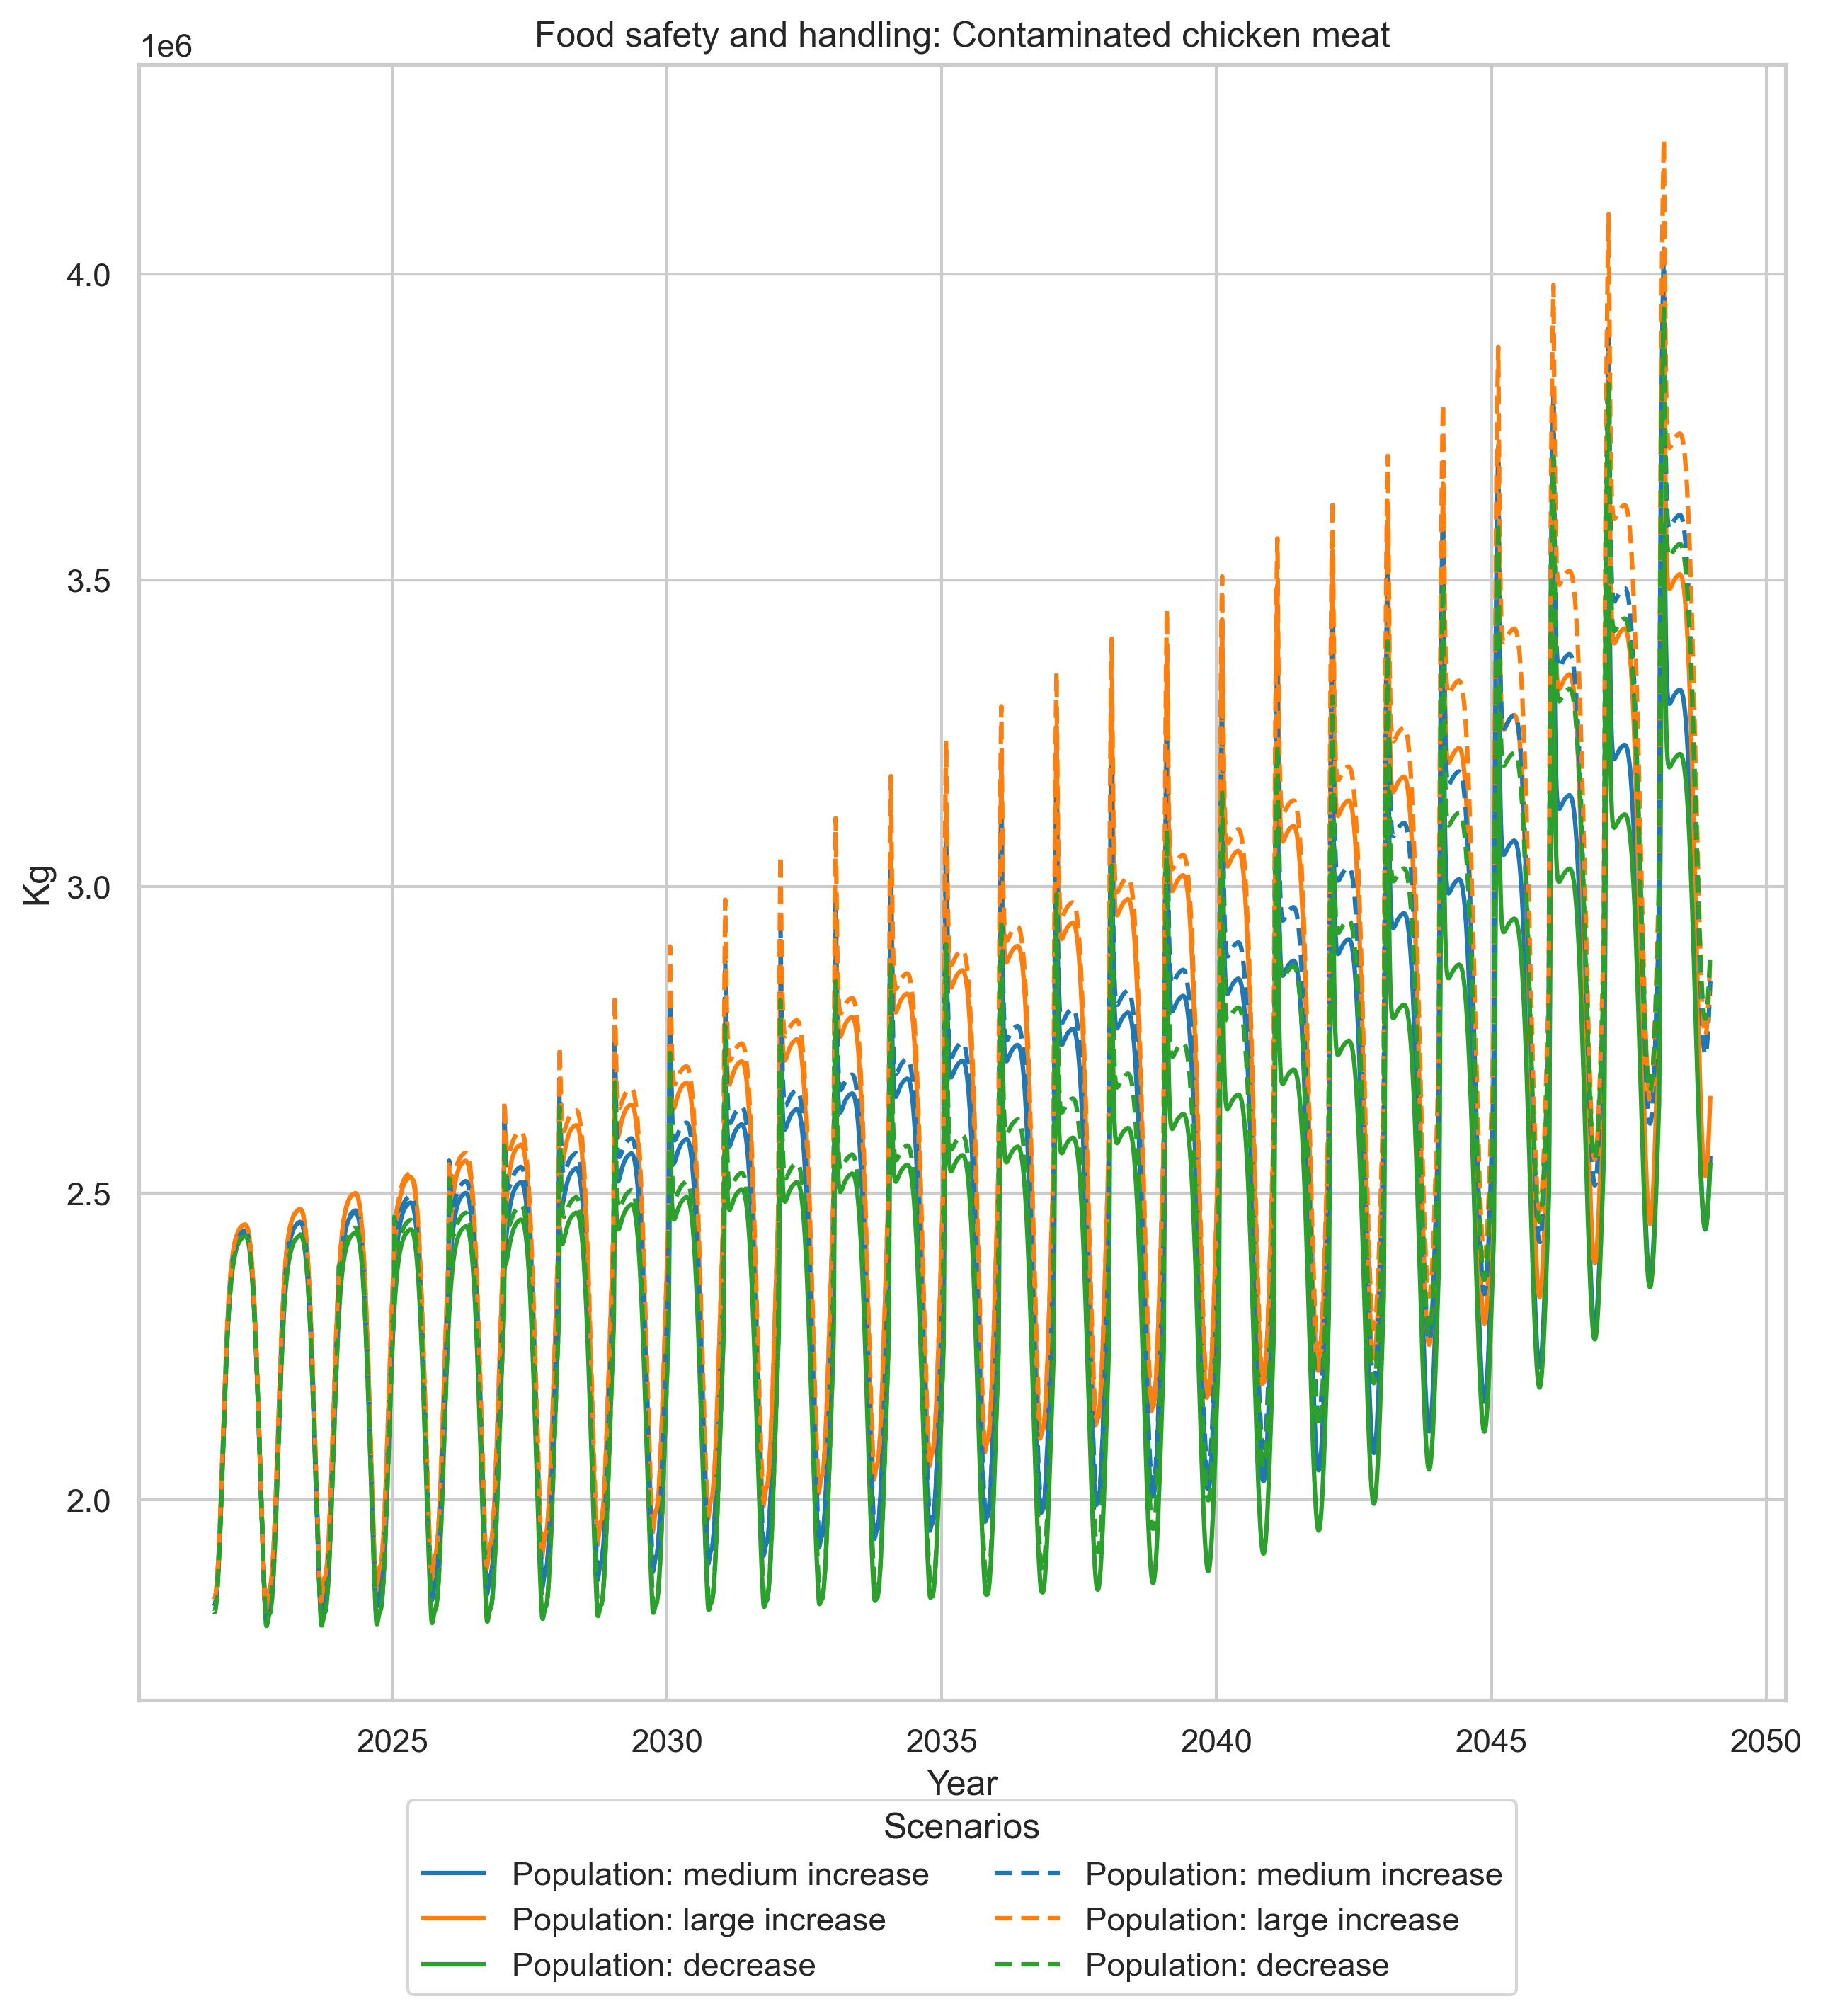 Food safety and handling: Contaminated chicken meat
1e6
4.0
3.5
3.0
2.5
2.0
Kg
2025 2030 2035 2040 2045 2050
Year
Scenarios
Population: medium increase Population: medium increase
Population: large increase Population: large increase
Population: decrease Population: decrease